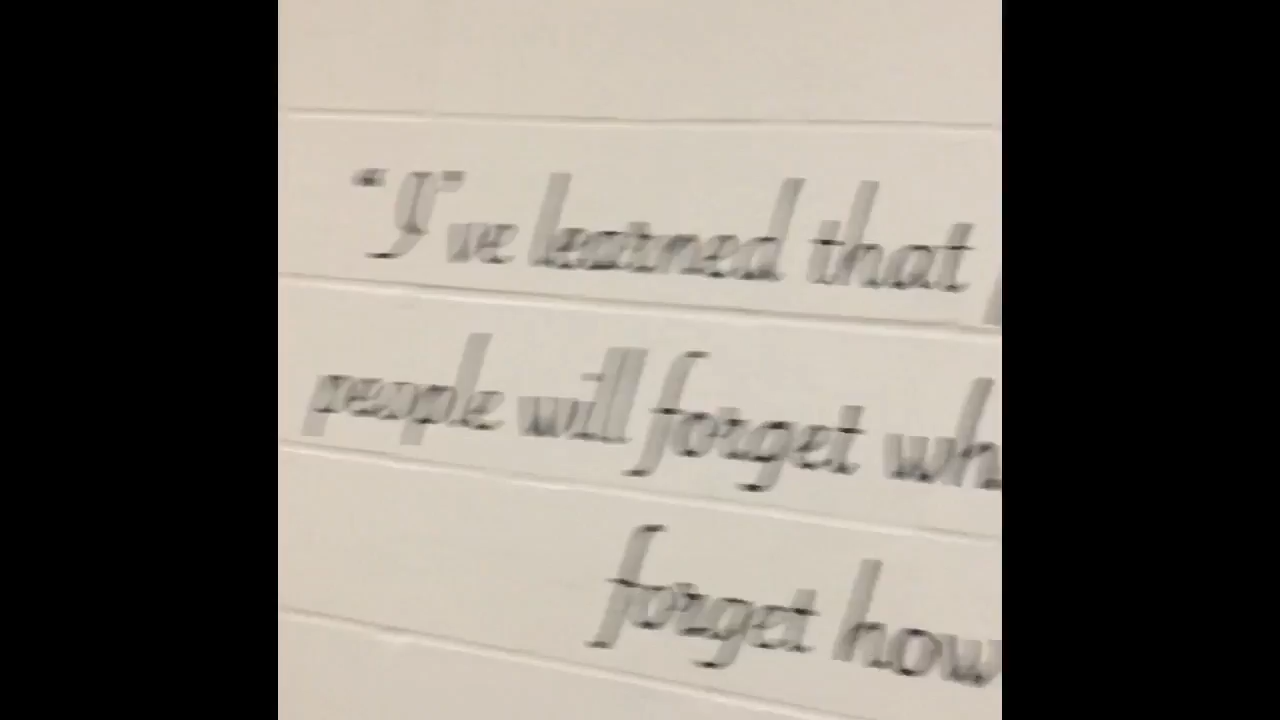 “I've learned that
people will forget wh
forget how